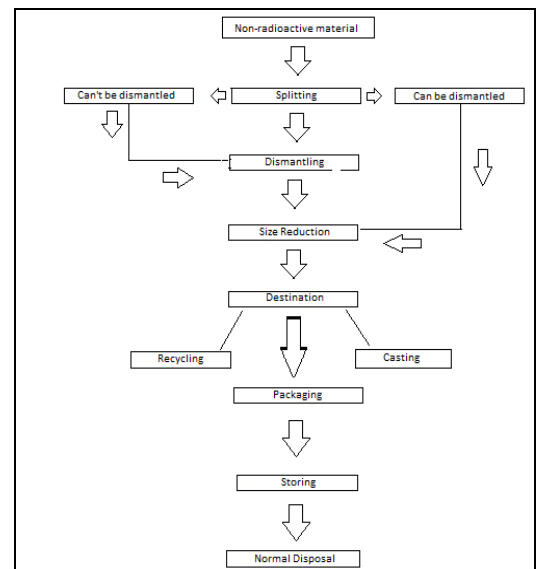 Non-radioactive material
Can't be dismantled
Splitting
Can be dismantled
Dismantling
Size Reduction
Destination
Recycling
Casting
Packaging
Storing
Normal Disposal